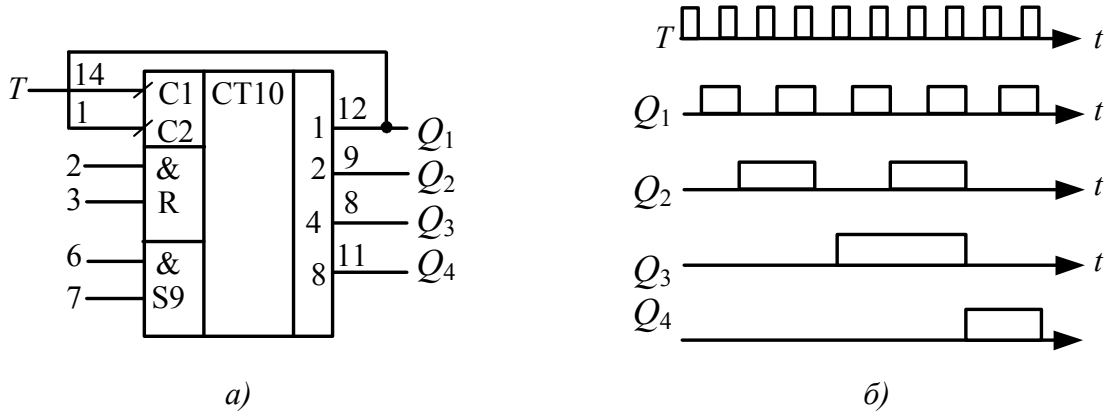 T 14 C1 CT10
1 C2 1 12 Q1
2 & 2 9 Q2
3 R 4 8 Q3
6 & 8 11 Q4
7 S9
а)
T t
Q1 t
Q2 t
Q3 t
Q4
б)